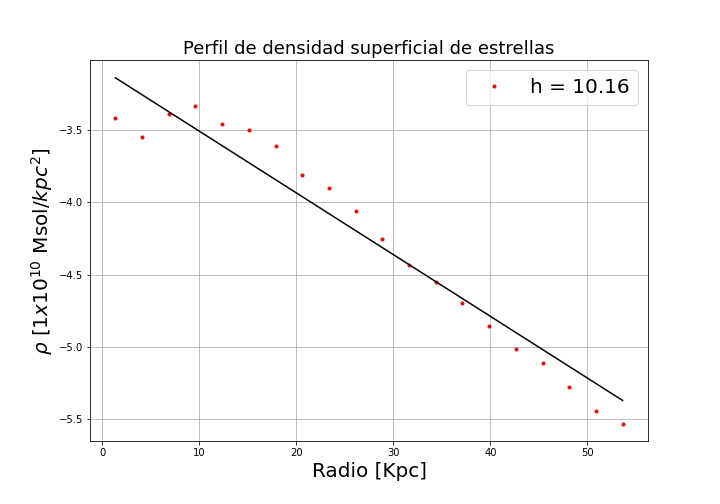 Perfil de densidad superficial de estrellas
h = 10.16
−3.5
−4.0
−4.5
−5.0
−5.5
ρ [1x10^{10} Msol/kpc^2]
0 10 20 30 40 50
Radio [Kpc]